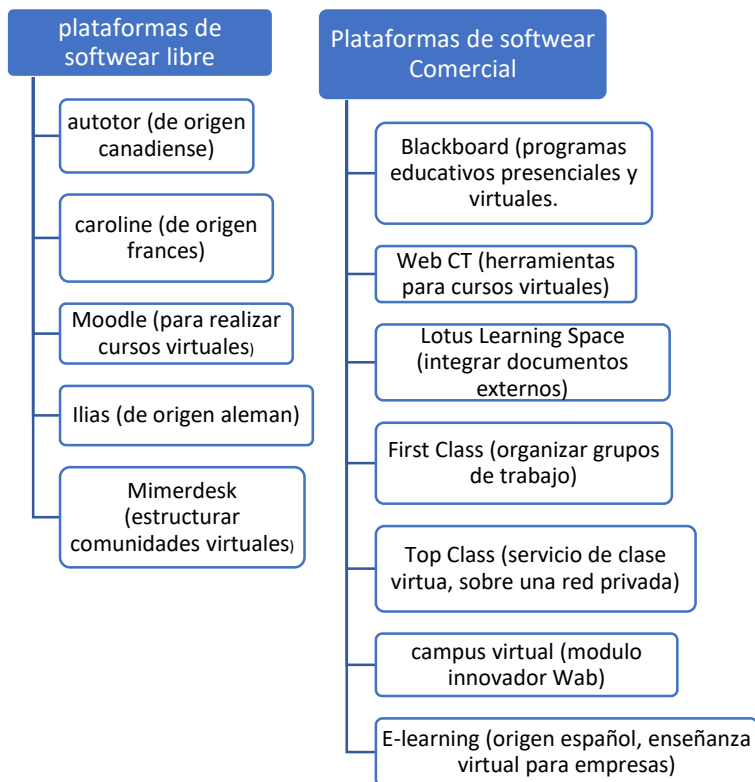 plataformas de
softwear libre
autotor (de origen
canadiense)
caroline (de origen
frances)
Moodle (para realizar
cursos virtuales)
Ilias (de origen aleman)
Mimerdesk
(estructurar
comunidades virtuales)
Plataformas de softwear
Comercial
Blackboard (programas
educativos presenciales y
virtuales.
Web CT (herramientas
para cursos virtuales)
Lotus Learning Space
(integrar documentos
externos)
First Class (organizar grupos
de trabajo)
Top Class (servicio de clase
virtua, sobre una red privada)
campus virtual (modulo
innovador Wab)
E-learning (origen español, enseñanza
virtual para empresas)